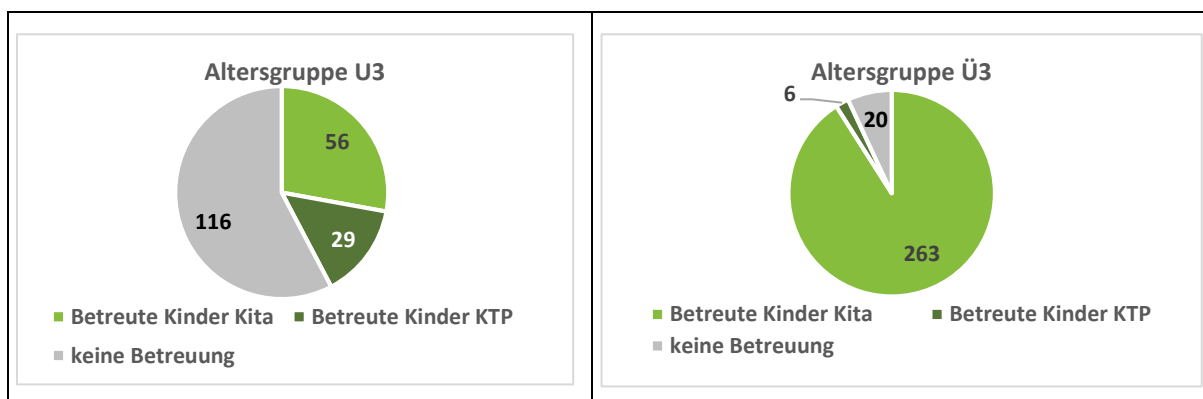 Altersgruppe U3
56
116
29
Betreute Kinder Kita Betreute Kinder KTP
keine Betreuung
Altersgruppe Ü3
6
20
263
Betreute Kinder Kita Betreute Kinder KTP
keine Betreuung